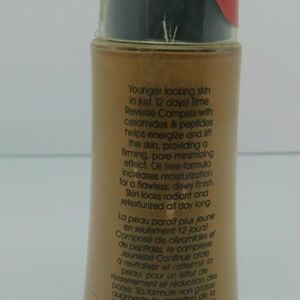 Younger looking skin
in just 12 days! Time
Reverse Complex with
ceramides & peptides
helps energize and lift
the skin, providing a
firming, pore minimizing
effect. Oil free formula
increases moisturization
for a flawless, dewy finish.
Skin looks radiant and
retexturized all day long.
La peau paraît plus jeune
en seulement 12 jours!
Composé de céramides et
de peptides, le complexe
Jeunesse Continue aide
à revitaliser et raffermir la
peau, pour un effet de
resserrement et réduction
des pores. Sa formule non grasse